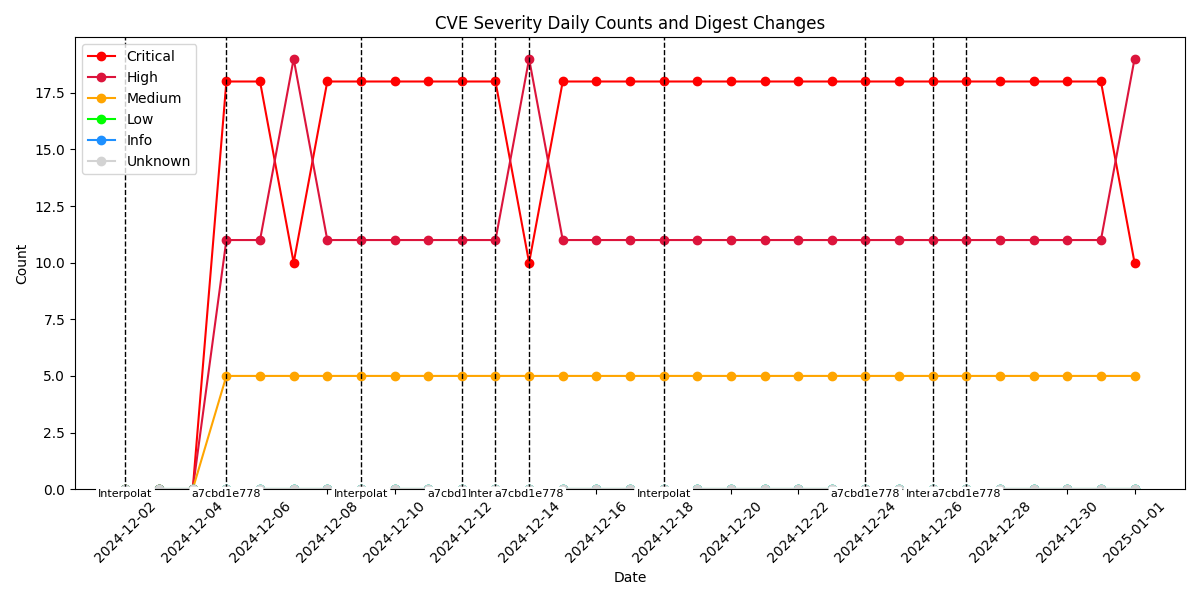 CVE Severity Daily Counts and Digest Changes
Critical
High
Medium
Low
Info
Unknown
17.5
15.0
12.5
10.0
7.5
5.0
2.5
0.0
Count
Interpolat
a7cbd1e778
Interpolat
a7cbd1
Inter
a7cbd1e778
Interpolat
a7cbd1e778
Inter
a7cbd1e778
2024-12-02
2024-12-04
2024-12-06
2024-12-08
2024-12-10
2024-12-12
2024-12-14
2024-12-16
2024-12-18
2024-12-20
2024-12-22
2024-12-24
2024-12-26
2024-12-28
2024-12-30
2025-01-01
Date